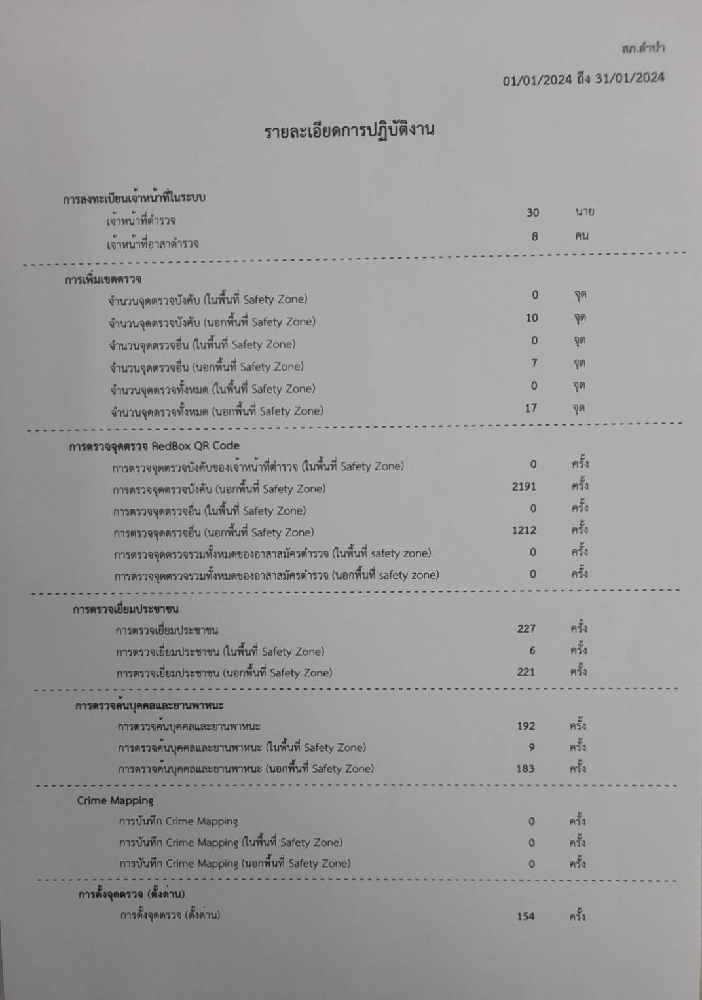 สภ.ลำปำ
01/01/2024 ถึง 31/01/2024
รายละเอียดการปฏิบัติงาน
การลงทะเบียนเจ้าหน้าที่ในระบบ
เจ้าหน้าที่ตำรวจ 30 นาย
เจ้าหน้าที่อาสาตำรวจ 8 คน
การเพิ่มเขตตรวจ
จำนวนจุดตรวจบังคับ (ในพื้นที่ Safety Zone) 0 จุด
จำนวนจุดตรวจบังคับ (นอกพื้นที่ Safety Zone) 10 จุด
จำนวนจุดตรวจอื่น (ในพื้นที่ Safety Zone) 0 จุด
จำนวนจุดตรวจอื่น (นอกพื้นที่ Safety Zone) 7 จุด
จำนวนจุดตรวจทั้งหมด (ในพื้นที่ Safety Zone) 0 จุด
จำนวนจุดตรวจทั้งหมด (นอกพื้นที่ Safety Zone) 17 จุด
การตรวจจุดตรวจ RedBox QR Code
การตรวจจุดตรวจบังคับของเจ้าหน้าที่ตำรวจ (ในพื้นที่ Safety Zone) 0 ครั้ง
การตรวจจุดตรวจบังคับ (นอกพื้นที่ Safety Zone) 2191 ครั้ง
การตรวจจุดตรวจอื่น (ในพื้นที่ Safety Zone) 0 ครั้ง
การตรวจจุดตรวจอื่น (นอกพื้นที่ Safety Zone) 1212 ครั้ง
การตรวจจุดตรวจรวมทั้งหมดของอาสาสมัครตำรวจ (ในพื้นที่ safety zone) 0 ครั้ง
การตรวจจุดตรวจรวมทั้งหมดของอาสาสมัครตำรวจ (นอกพื้นที่ safety zone) 0 ครั้ง
การตรวจเยี่ยมประชาชน
การตรวจเยี่ยมประชาชน 227 ครั้ง
การตรวจเยี่ยมประชาชน (ในพื้นที่ Safety Zone) 6 ครั้ง
การตรวจเยี่ยมประชาชน (นอกพื้นที่ Safety Zone) 221 ครั้ง
การตรวจค้นบุคคลและยานพาหนะ
การตรวจค้นบุคคลและยานพาหนะ 192 ครั้ง
การตรวจค้นบุคคลและยานพาหนะ (ในพื้นที่ Safety Zone) 9 ครั้ง
การตรวจค้นบุคคลและยานพาหนะ (นอกพื้นที่ Safety Zone) 183 ครั้ง
Crime Mapping
การบันทึก Crime Mapping 0 ครั้ง
การบันทึก Crime Mapping (ในพื้นที่ Safety Zone) 0 ครั้ง
การบันทึก Crime Mapping (นอกพื้นที่ Safety Zone) 0 ครั้ง
การตั้งจุดตรวจ (ตั้งด่าน)
การตั้งจุดตรวจ (ตั้งด่าน) 154 ครั้ง